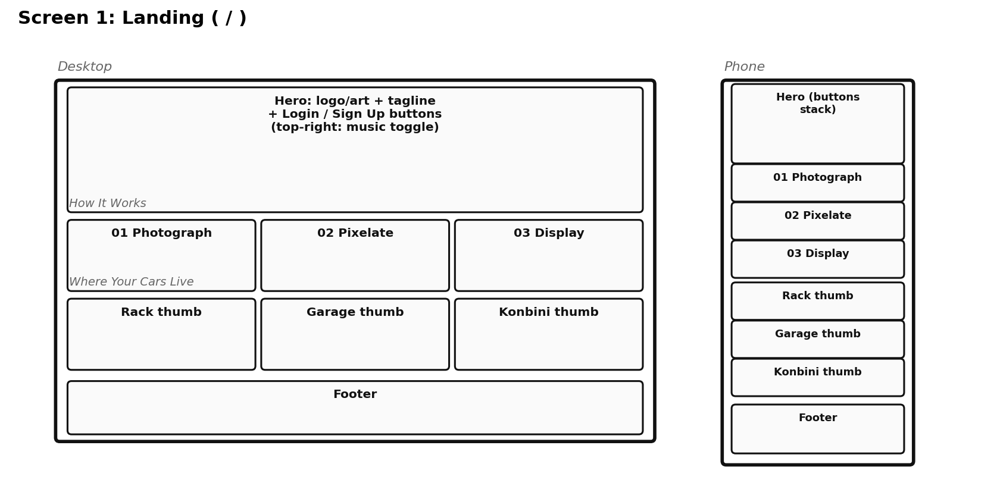 Screen 1: Landing ( / )
Desktop
Hero: logo/art + tagline
+ Login / Sign Up buttons
(top-right: music toggle)
How It Works
01 Photograph
02 Pixelate
03 Display
Where Your Cars Live
Rack thumb
Garage thumb
Konbini thumb
Footer
Phone
Hero (buttons
stack)
01 Photograph
02 Pixelate
03 Display
Rack thumb
Garage thumb
Konbini thumb
Footer